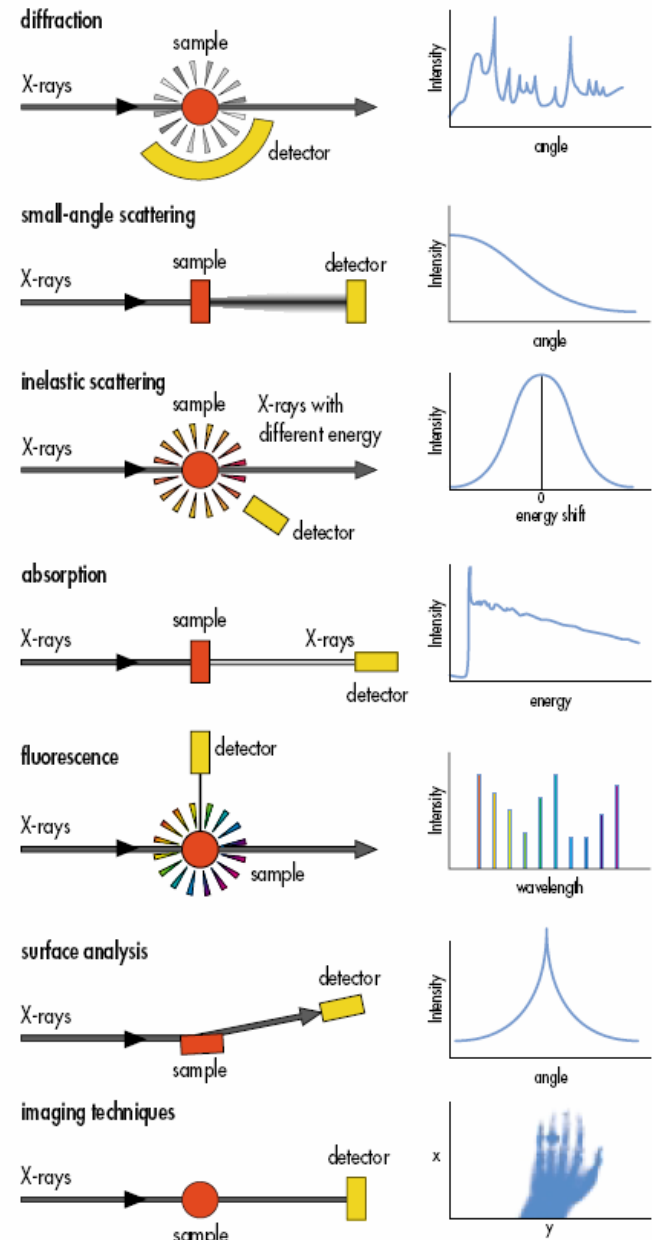 diffraction
sample
X-rays
detector
Intensity
angle
small-angle scattering
sample
detector
X-rays
Intensity
angle
inelastic scattering
sample
X-rays with
different energy
X-rays
detector
Intensity
0
energy shift
absorption
sample
X-rays
X-rays
detector
Intensity
energy
fluorescence
detector
X-rays
sample
Intensity
wavelength
surface analysis
detector
X-rays
sample
Intensity
angle
imaging techniques
detector
X-rays
sample
x
y